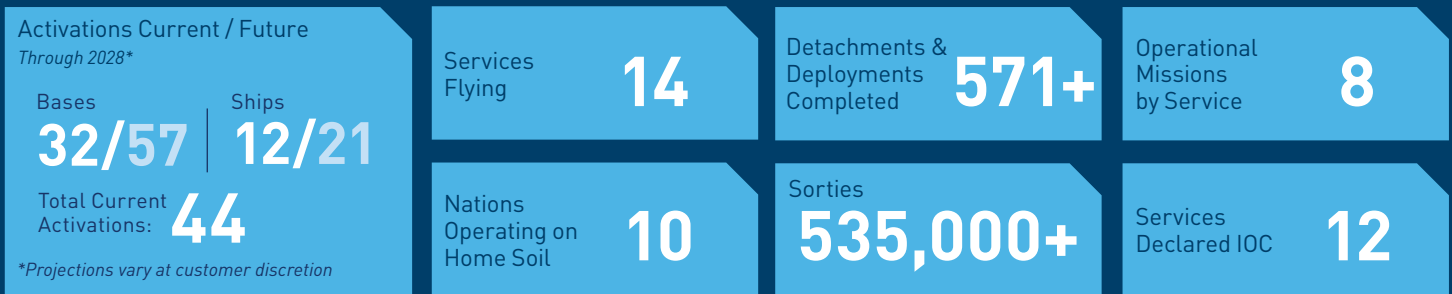 Activations Current / Future
Through 2028*
Bases
32/57
Ships
12/21
Total Current
Activations:
44
*Projections vary at customer discretion
Services
Flying
14
Detachments &
Deployments
Completed
571+
Operational
Missions
by Service
8
Nations
Operating on
Home Soil
10
Sorties
535,000+
Services
Declared IOC
12